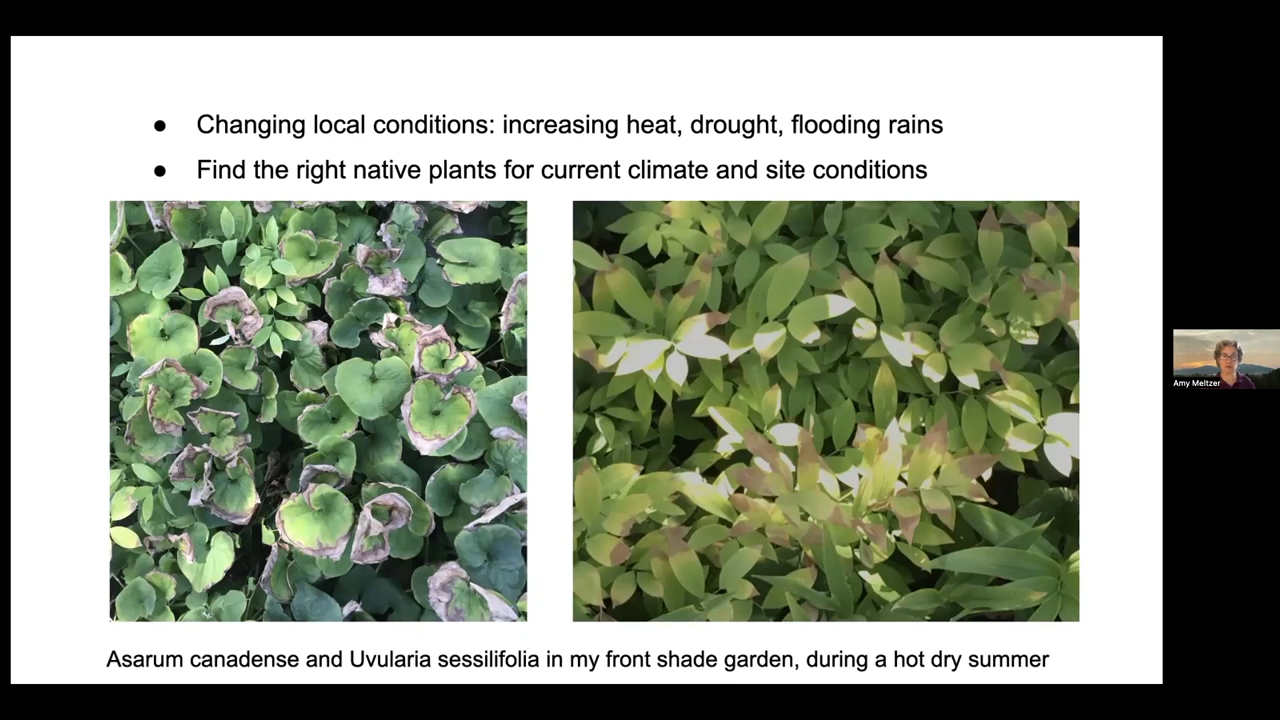 ● Changing local conditions: increasing heat, drought, flooding rains
● Find the right native plants for current climate and site conditions
Asarum canadense and Uvularia sessilifolia in my front shade garden, during a hot dry summer
Amy Meltzer